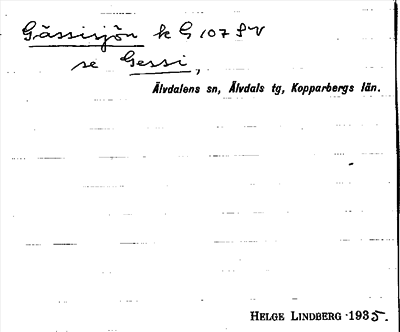 Gässisjön k G 107 SV
se Gessi,
Älvdalens sn, Älvdals tg, Kopparbergs län.
HELGE LINDBERG 1935.